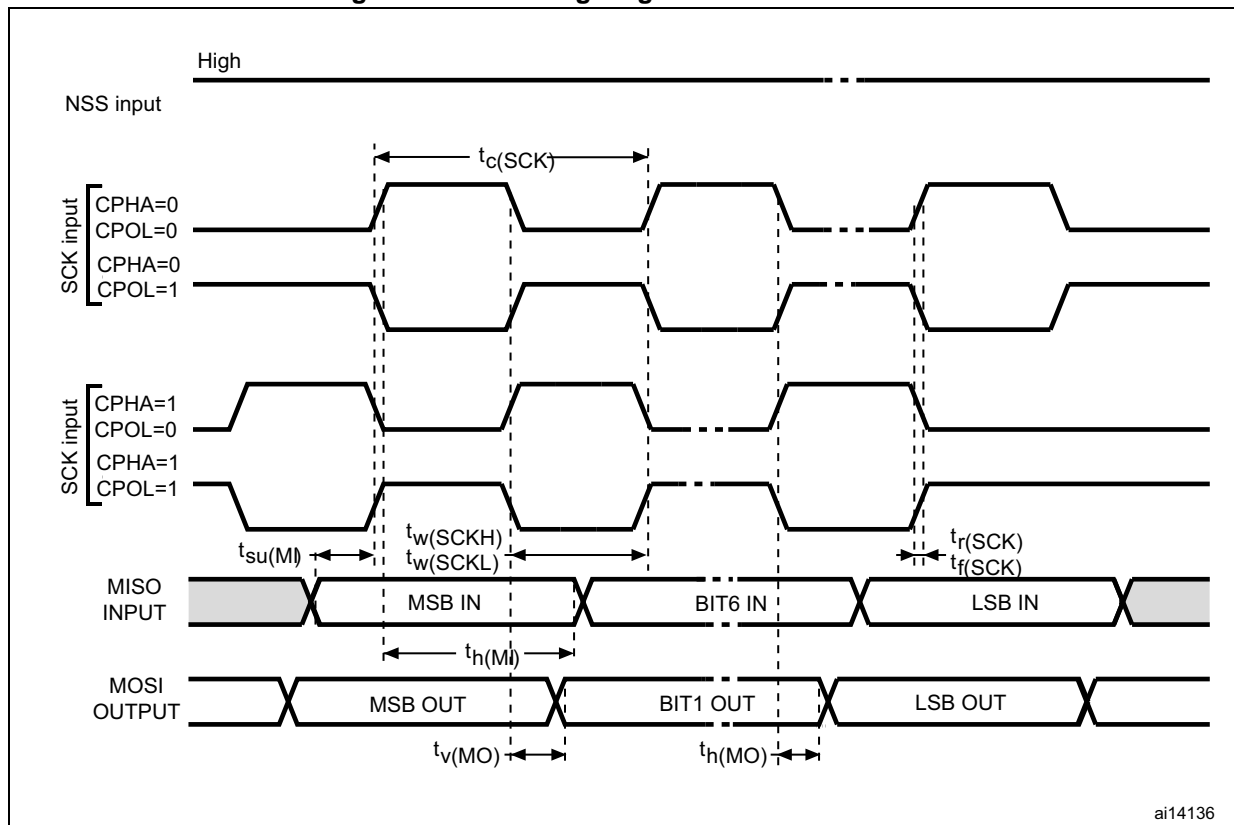 High
NSS input
tc(SCK)
SCK input
CPHA=0
CPOL=0
CPHA=0
CPOL=1
SCK input
CPHA=1
CPOL=0
CPHA=1
CPOL=1
tsu(MI)
tw(SCKH)
tw(SCKL)
tr(SCK)
tf(SCK)
MISO
INPUT
MSB IN
BIT6 IN
LSB IN
th(MI)
MOSI
OUTPUT
MSB OUT
BIT1 OUT
LSB OUT
tv(MO)
th(MO)
ai14136